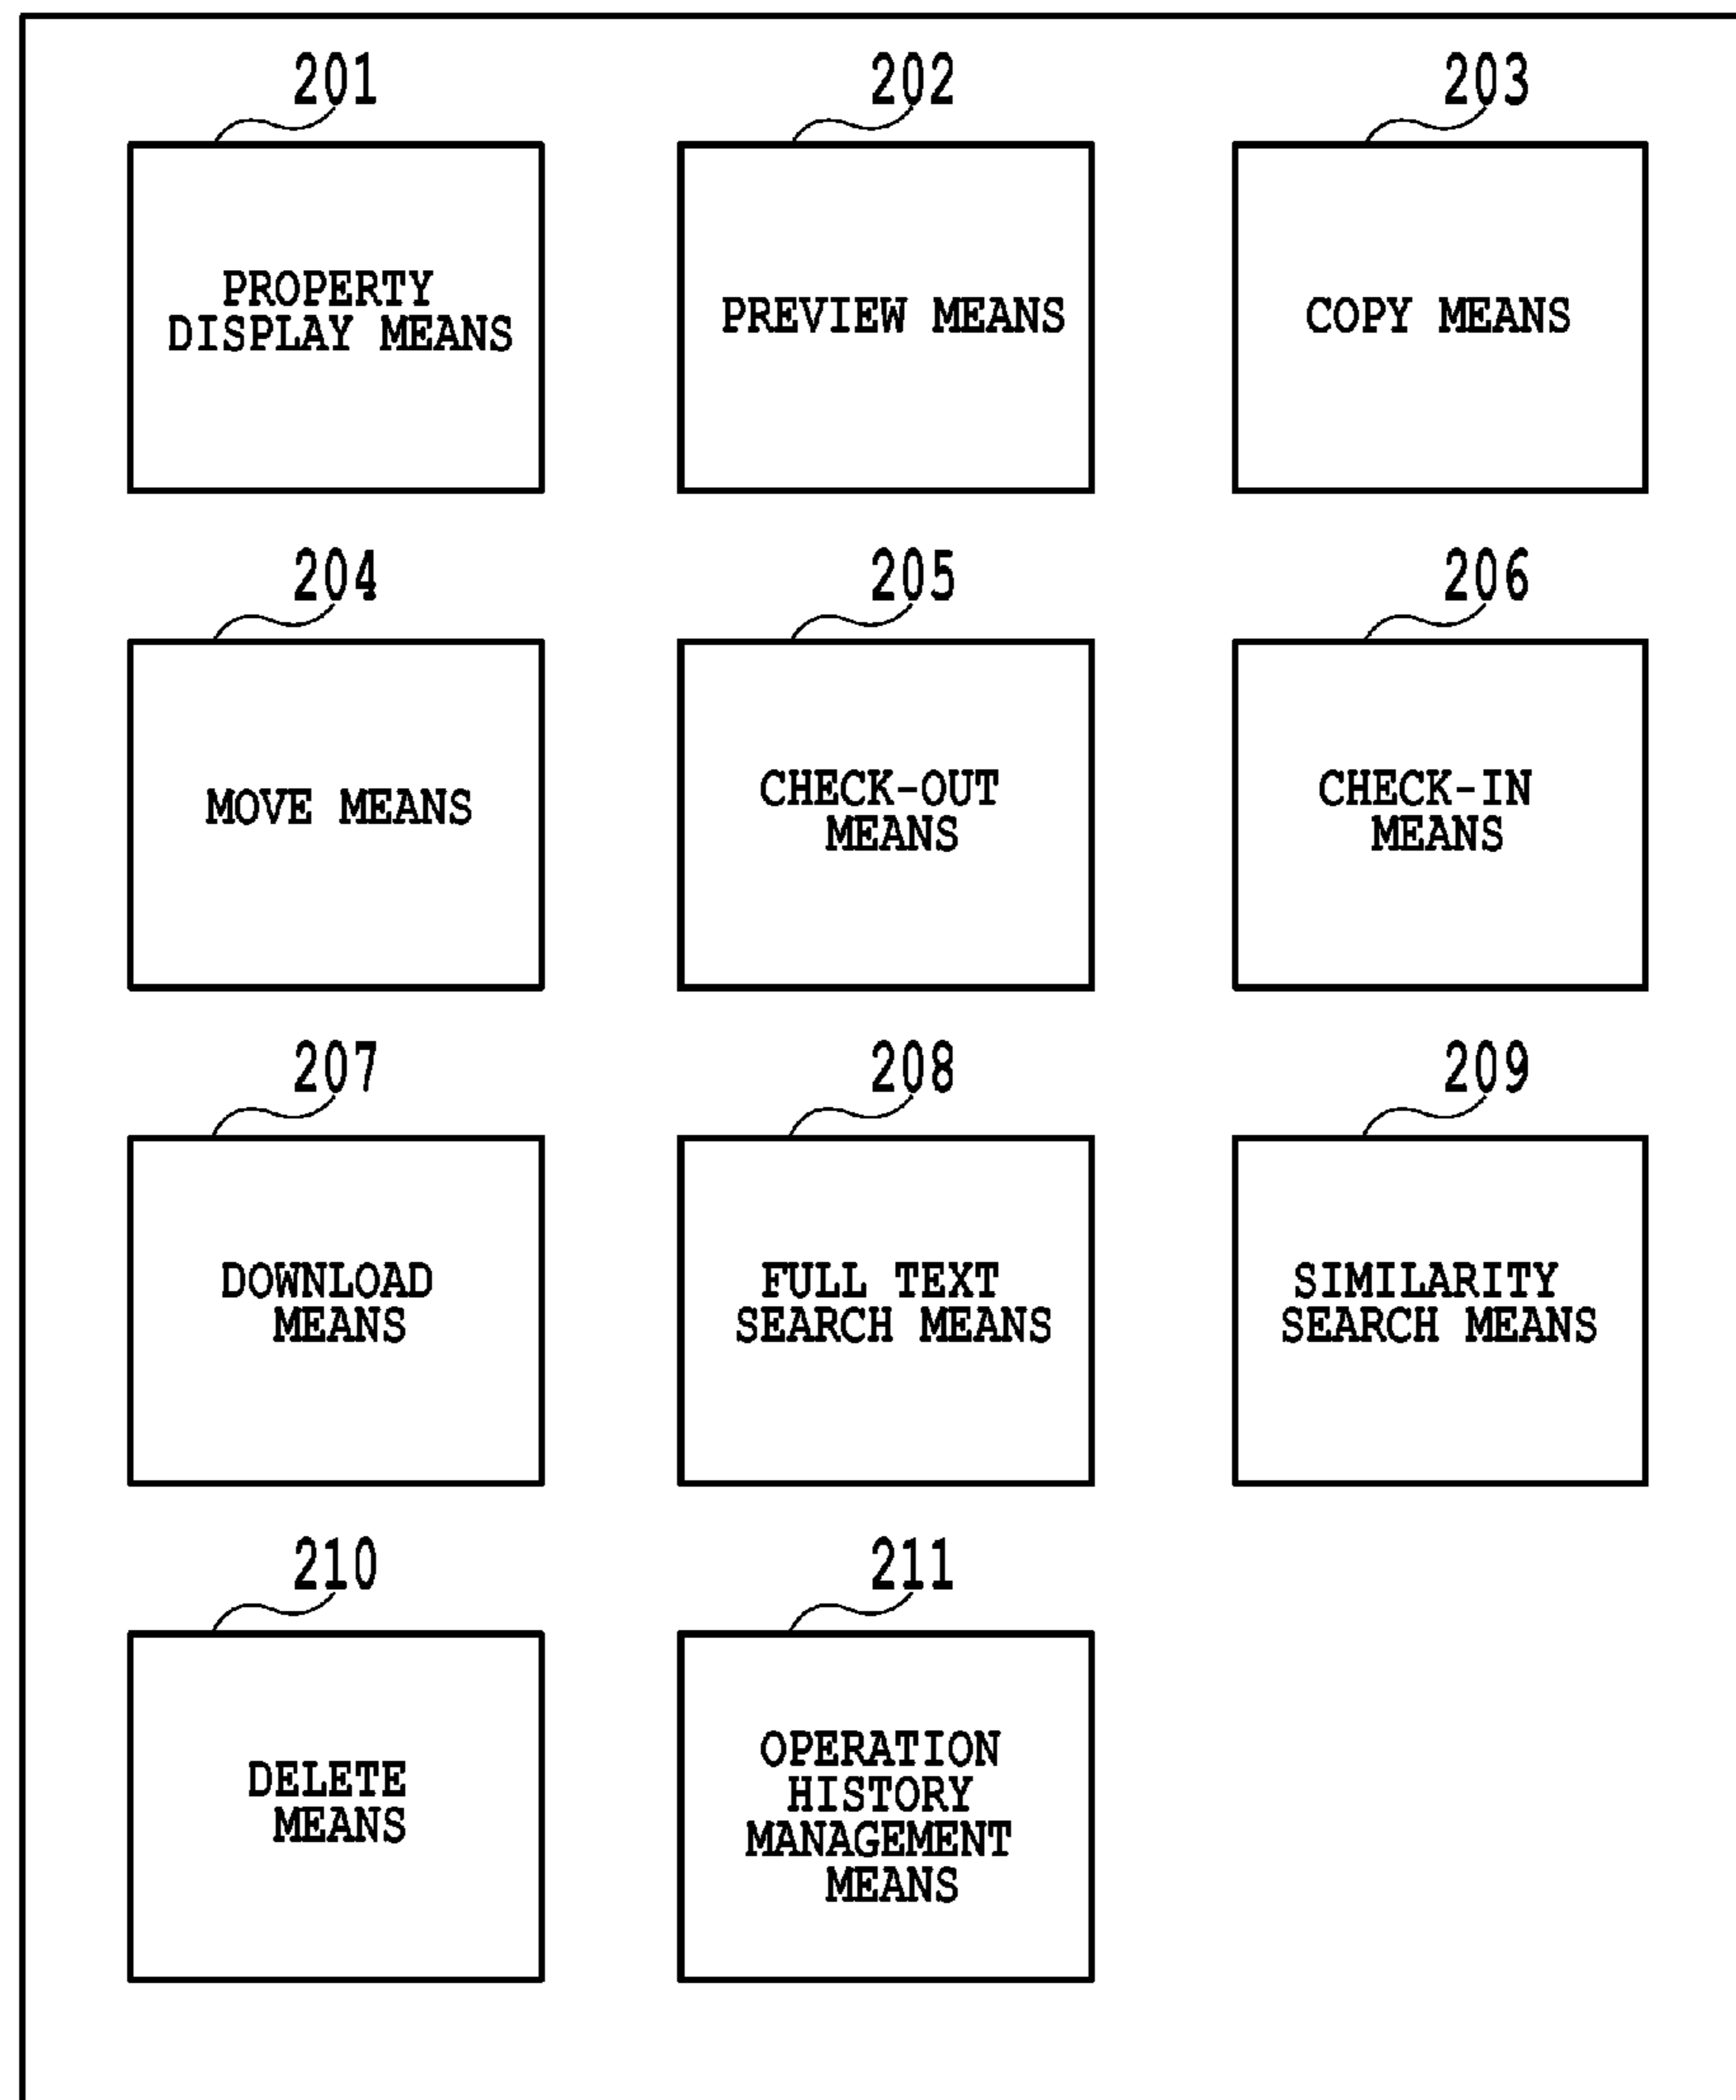 201
PROPERTY
DISPLAY MEANS
202
PREVIEW MEANS
203
COPY MEANS
204
MOVE MEANS
205
CHECK-OUT
MEANS
206
CHECK-IN
MEANS
207
DOWNLOAD
MEANS
208
FULL TEXT
SEARCH MEANS
209
SIMILARITY
SEARCH MEANS
210
DELETE
MEANS
211
OPERATION
HISTORY
MANAGEMENT
MEANS